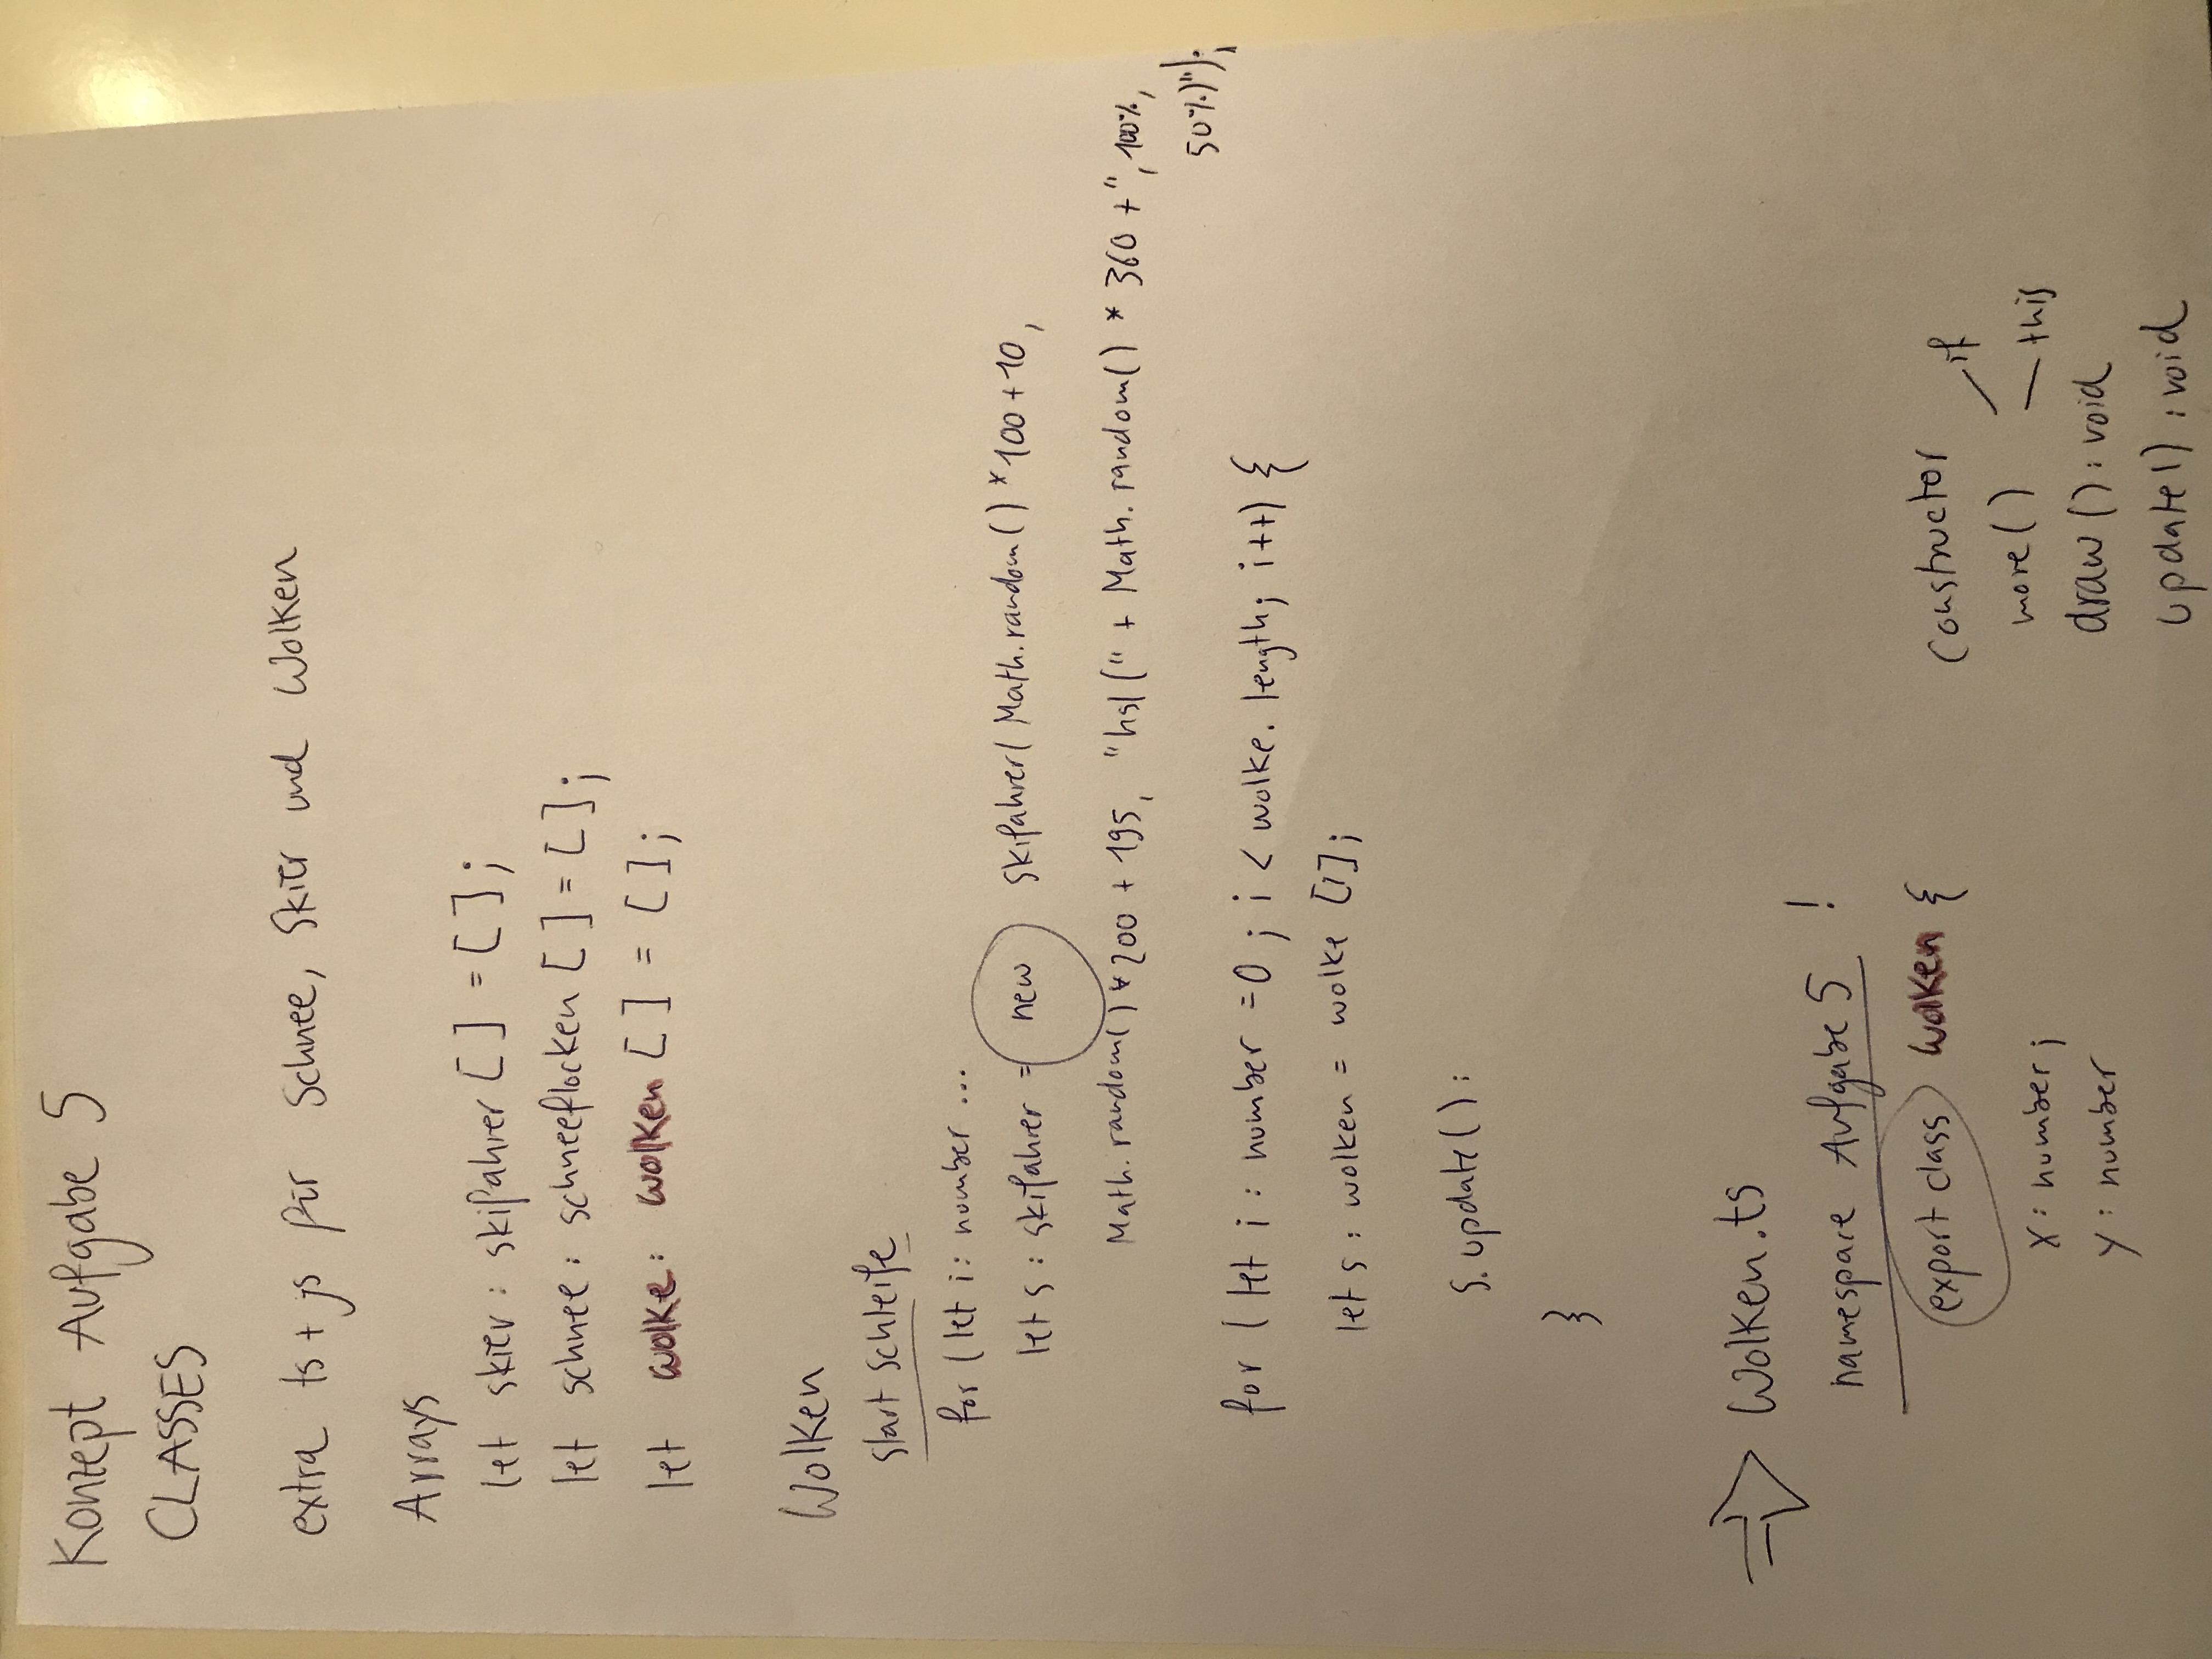 Konzept Aufgabe 5
CLASSES
extra ts + js für Schnee, Skier und Wolken
Arrays
let skier : skifahrer [ ] = [ ];
let schnee : schneeflocken [ ] = [ ];
let wolke : wolken [ ] = [ ];
Wolken
start schleife
for ( let i : number ...
let s : skifahrer = new skifahrer( Math.random() * 100 + 10,
Math.random() * 200 + 195, "hsl(" + Math.random() * 360 + ", 100%,
50%)");
for ( let i : number = 0 ; i < wolke. length; i++) {
let s : wolken = wolke [i];
s.update() :
}
⇒ Wolken.ts
namespace Aufgabe 5 !
export class wolken {
x : number;
y : number
Constructor
move() – if
– this
draw() : void
update() : void